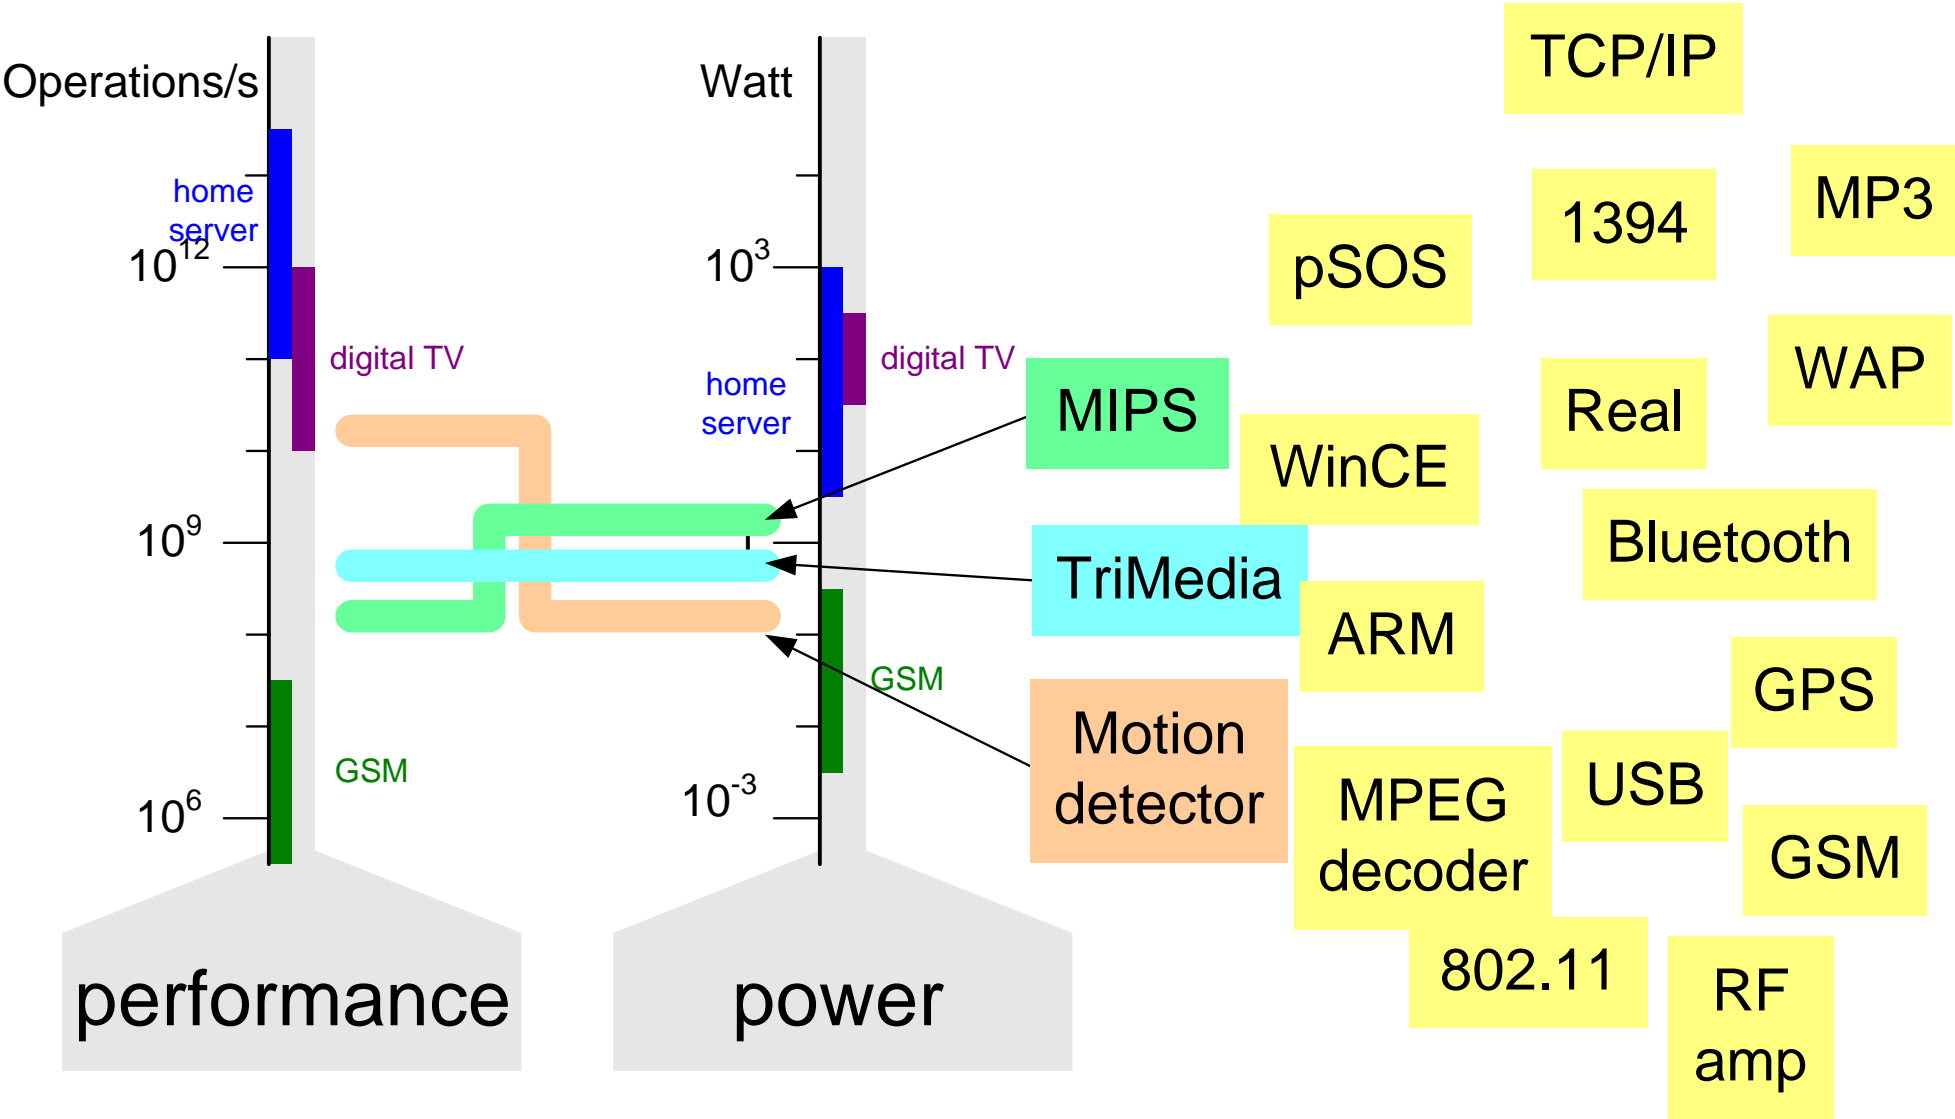 Operations/s
home
server
10^12
digital TV
10^9
GSM
10^6
performance
Watt
10^3
digital TV
home
server
GSM
10^-3
power
MIPS
TriMedia
Motion
detector
TCP/IP
MP3
1394
pSOS
WAP
Real
WinCE
Bluetooth
ARM
GPS
USB
MPEG
decoder
GSM
802.11
RF
amp